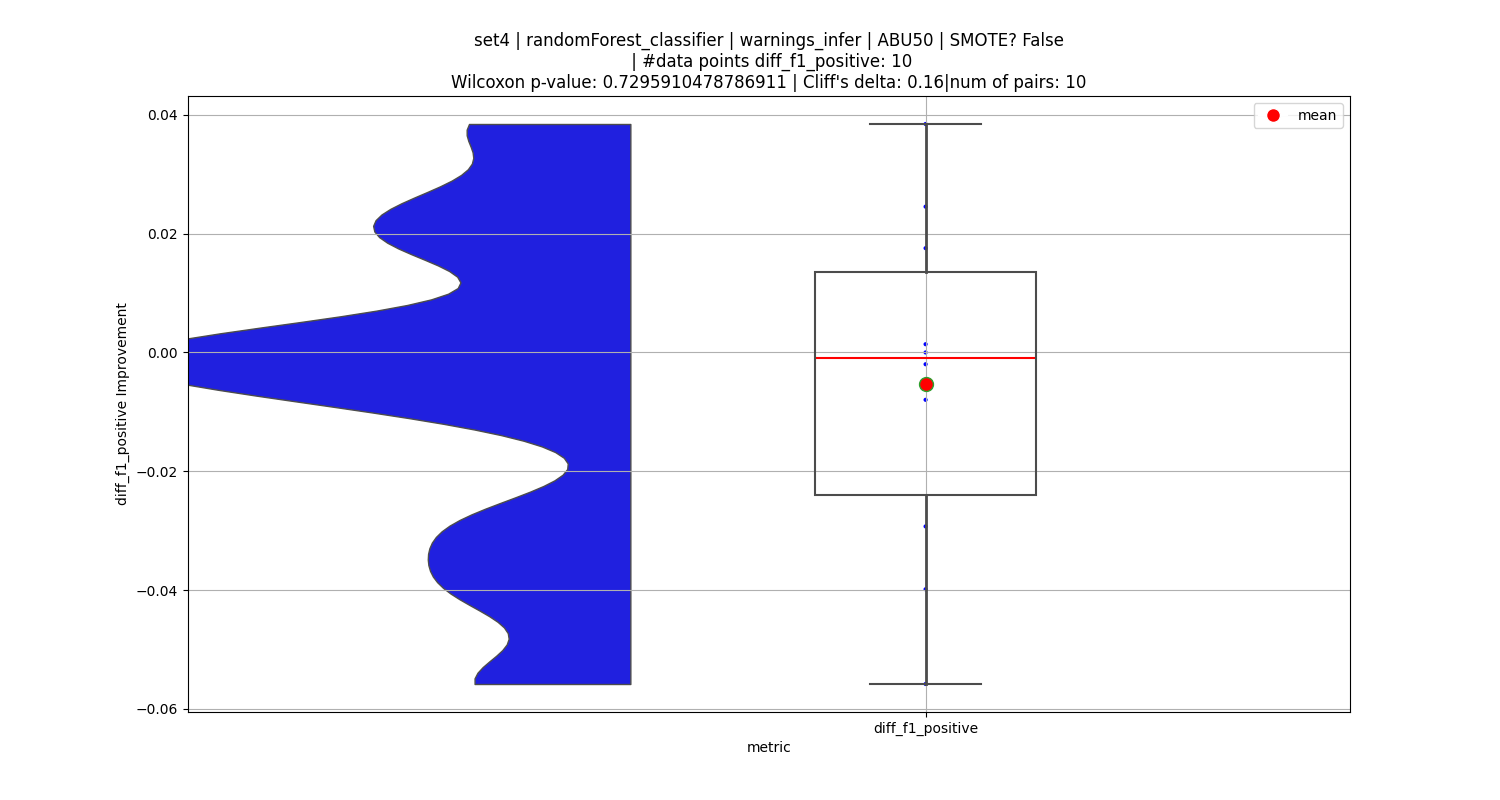 set4 | randomForest_classifier | warnings_infer | ABU50 | SMOTE? False
| #data points diff_f1_positive: 10
Wilcoxon p-value: 0.7295910478786911 | Cliff's delta: 0.16|num of pairs: 10
mean
0.04
0.02
0.00
−0.02
−0.04
−0.06
diff_f1_positive Improvement
diff_f1_positive
metric